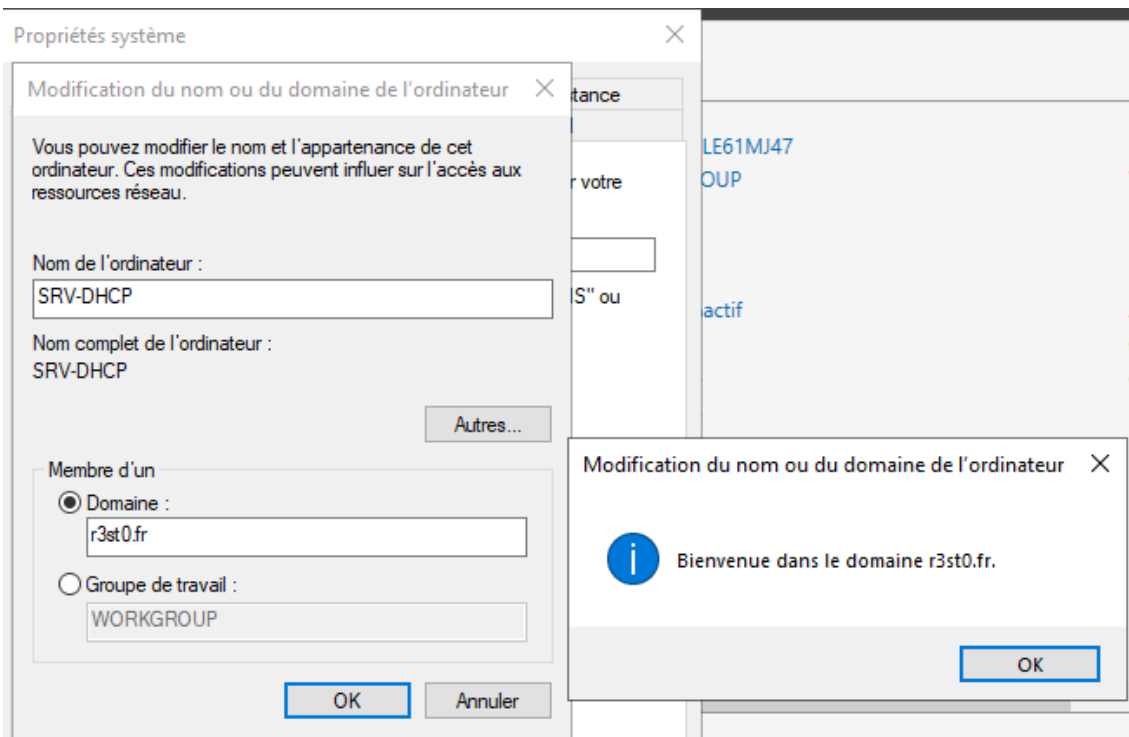 Propriétés système
Modification du nom ou du domaine de l'ordinateur
tance
Vous pouvez modifier le nom et l'appartenance de cet
ordinateur. Ces modifications peuvent influer sur l'accès aux
ressources réseau.
LE61MJ47
OUP
r votre
Nom de l'ordinateur :
SRV-DHCP
IS" ou
actif
Nom complet de l'ordinateur :
SRV-DHCP
Autres...
Membre d'un
Domaine :
r3st0.fr
Groupe de travail :
WORKGROUP
OK
Annuler
Modification du nom ou du domaine de l'ordinateur
Bienvenue dans le domaine r3st0.fr.
OK